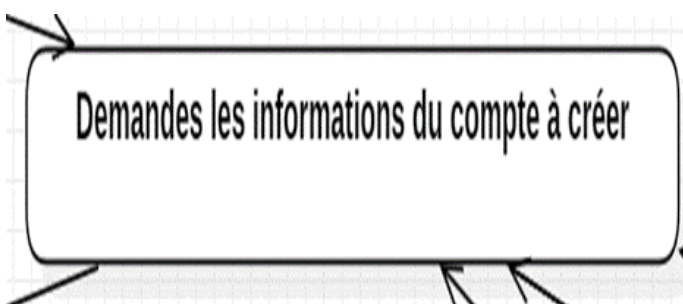 Demandes les informations du compte à créer